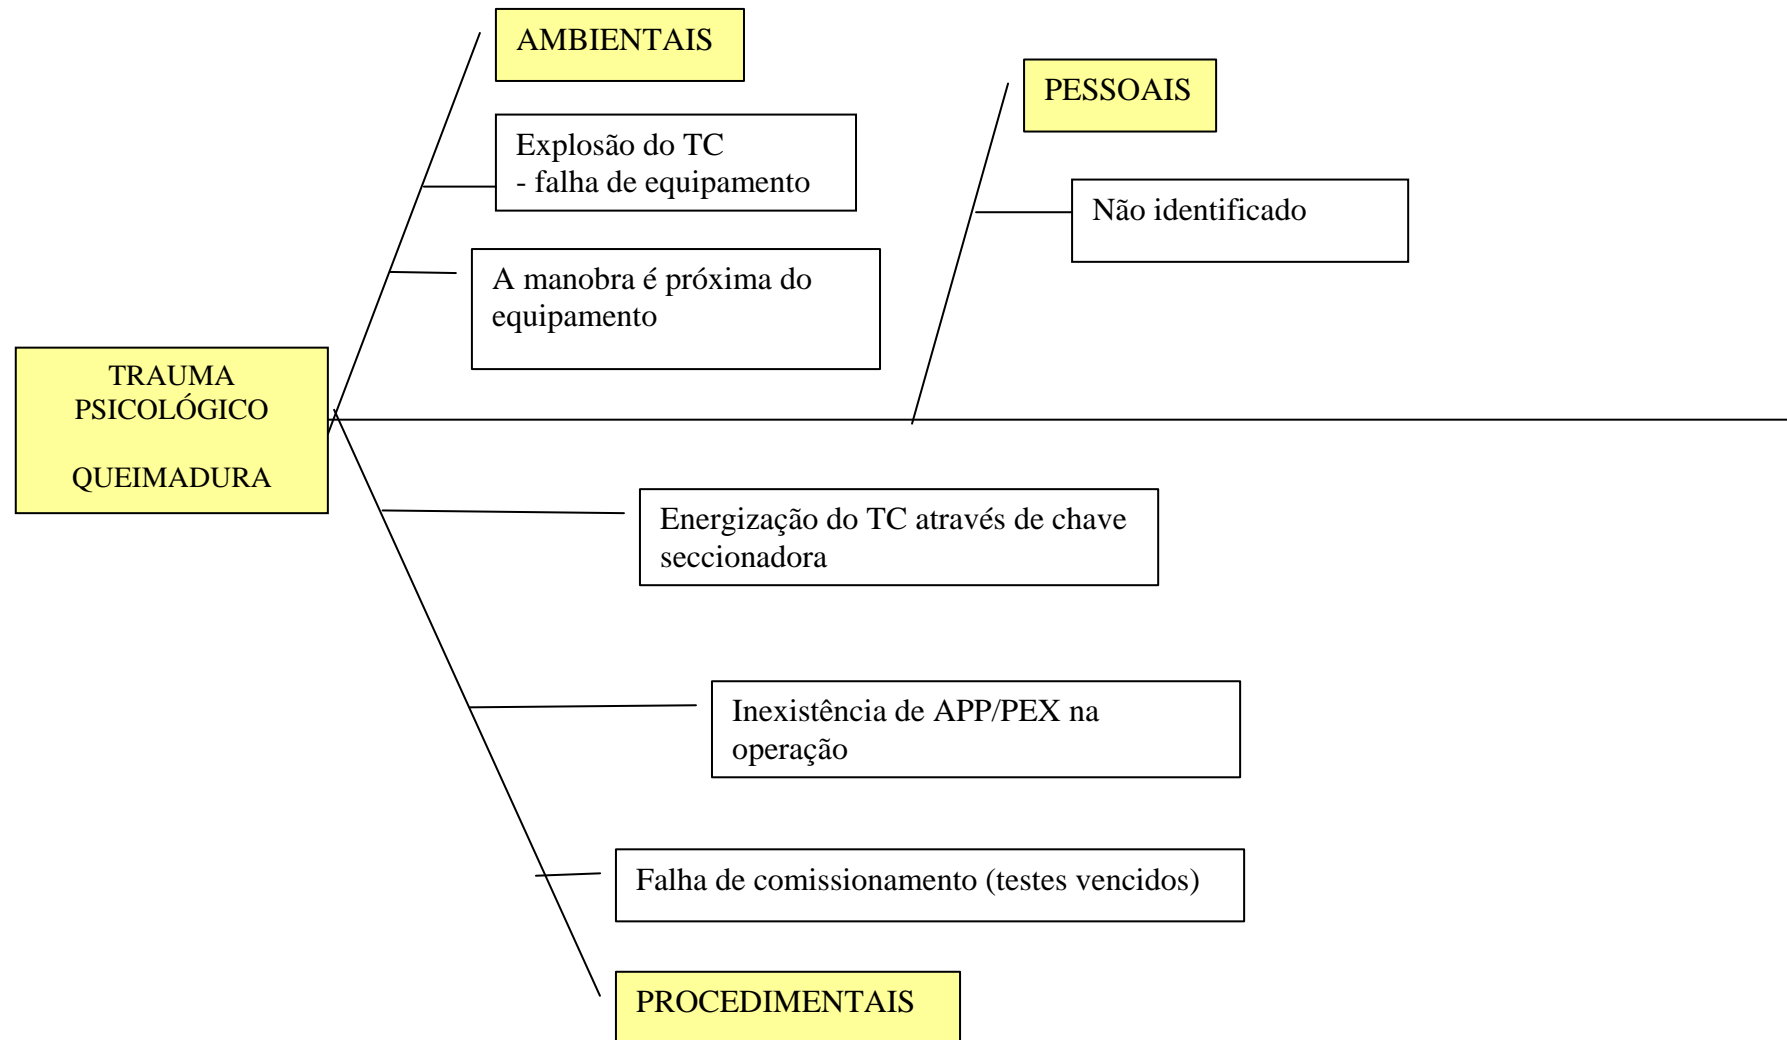 AMBIENTAIS
Explosão do TC
- falha de equipamento
A manobra é próxima do
equipamento
PESSOAIS
Não identificado
TRAUMA
PSICOLÓGICO
QUEIMADURA
Energização do TC através de chave
seccionadora
Inexistência de APP/PEX na
operação
Falha de comissionamento (testes vencidos)
PROCEDIMENTAIS